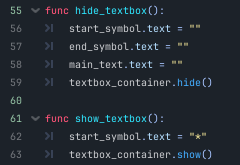 55 func hide_textbox():
56 start_symbol.text = ""
57 end_symbol.text = ""
58 main_text.text = ""
59 textbox_container.hide()
60
61 func show_textbox():
62 start_symbol.text = "*"
63 textbox_container.show()